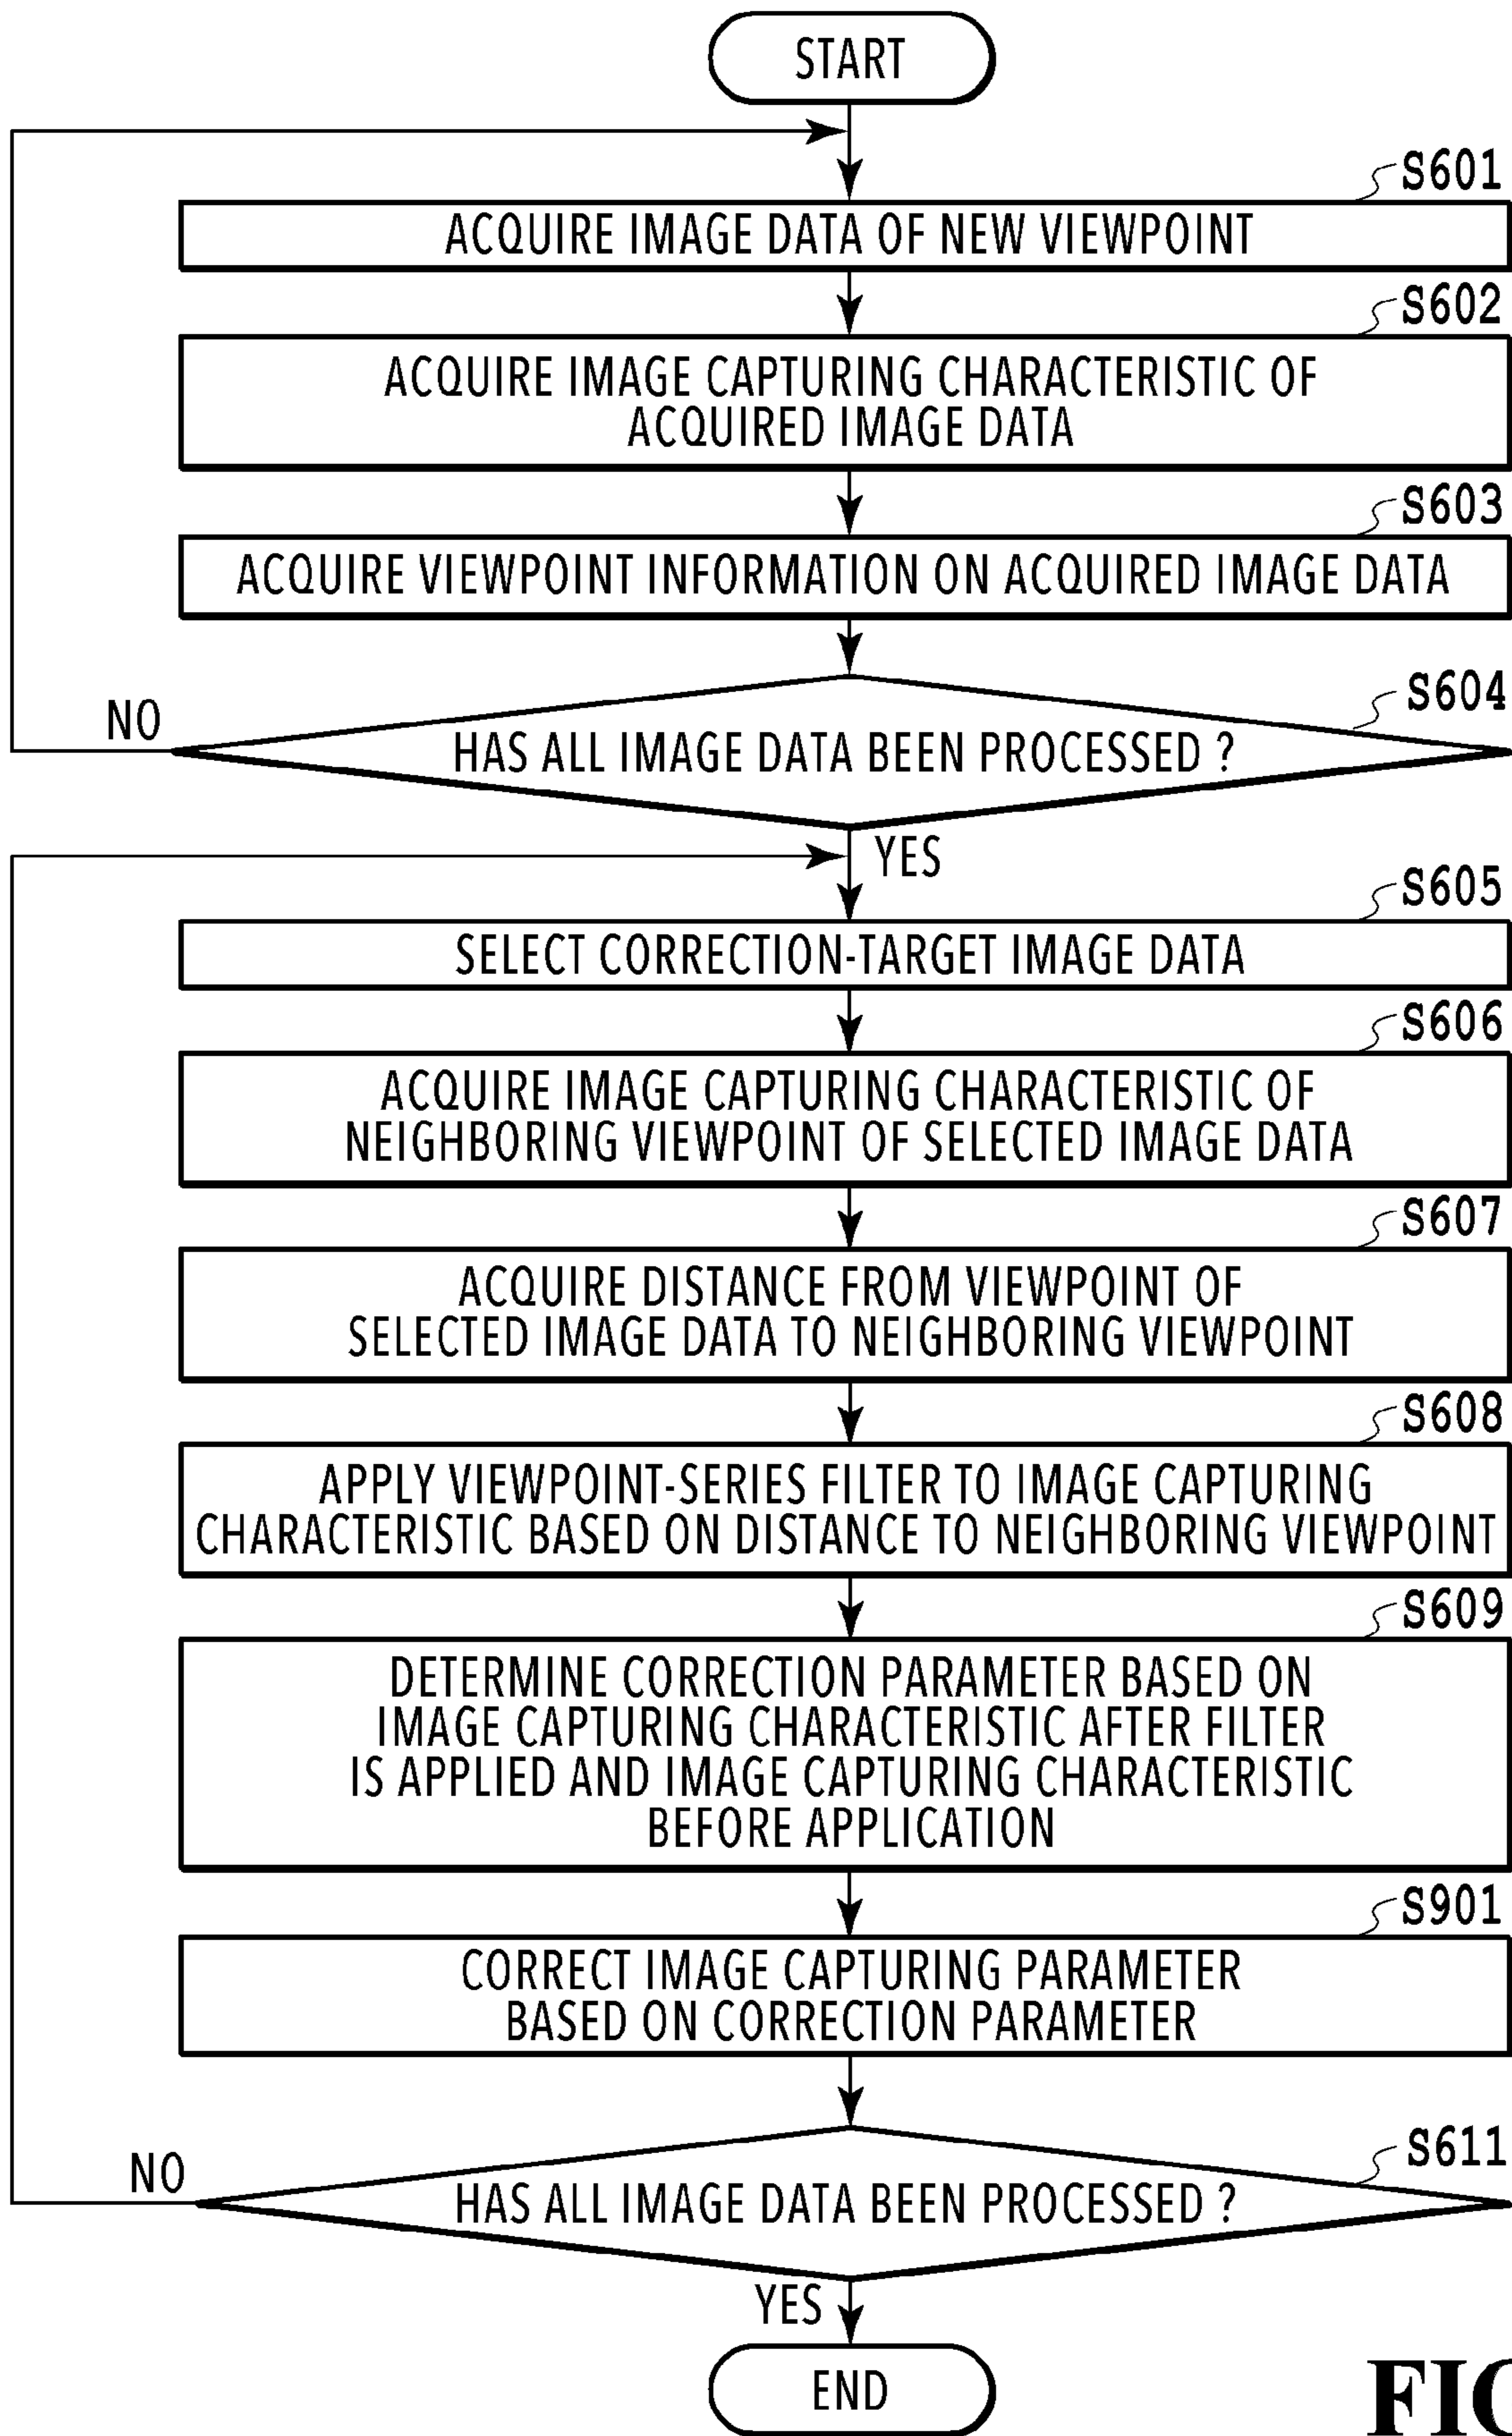 START
S601
ACQUIRE IMAGE DATA OF NEW VIEWPOINT
S602
ACQUIRE IMAGE CAPTURING CHARACTERISTIC OF
ACQUIRED IMAGE DATA
S603
ACQUIRE VIEWPOINT INFORMATION ON ACQUIRED IMAGE DATA
S604
NO
HAS ALL IMAGE DATA BEEN PROCESSED ?
YES
S605
SELECT CORRECTION-TARGET IMAGE DATA
S606
ACQUIRE IMAGE CAPTURING CHARACTERISTIC OF
NEIGHBORING VIEWPOINT OF SELECTED IMAGE DATA
S607
ACQUIRE DISTANCE FROM VIEWPOINT OF
SELECTED IMAGE DATA TO NEIGHBORING VIEWPOINT
S608
APPLY VIEWPOINT-SERIES FILTER TO IMAGE CAPTURING
CHARACTERISTIC BASED ON DISTANCE TO NEIGHBORING VIEWPOINT
S609
DETERMINE CORRECTION PARAMETER BASED ON
IMAGE CAPTURING CHARACTERISTIC AFTER FILTER
IS APPLIED AND IMAGE CAPTURING CHARACTERISTIC
BEFORE APPLICATION
S901
CORRECT IMAGE CAPTURING PARAMETER
BASED ON CORRECTION PARAMETER
S611
NO
HAS ALL IMAGE DATA BEEN PROCESSED ?
YES
END